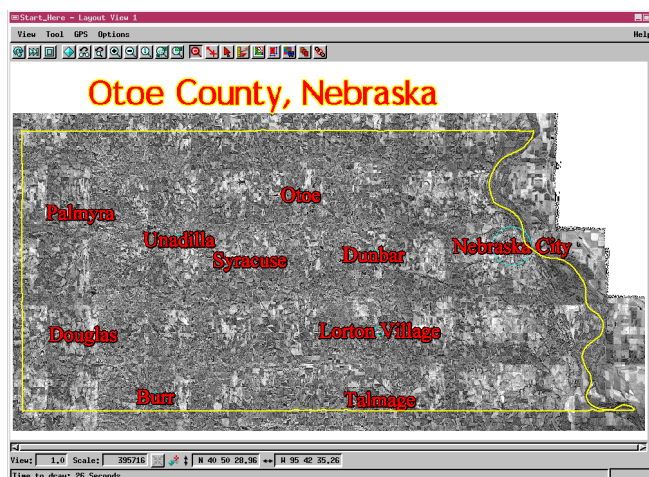 Start_Here - Layout View 1
View Tool GPS Options Help
Otoe County, Nebraska
Otoe
Palmyra
Unadilla
Syracuse
Dunbar
Nebraska City
Douglas
Lorton Village
Burr
Talmage
View: 1.0 Scale: 395716 N 40 50 28.96 W 95 42 35.26
Time to draw: 26 Seconds